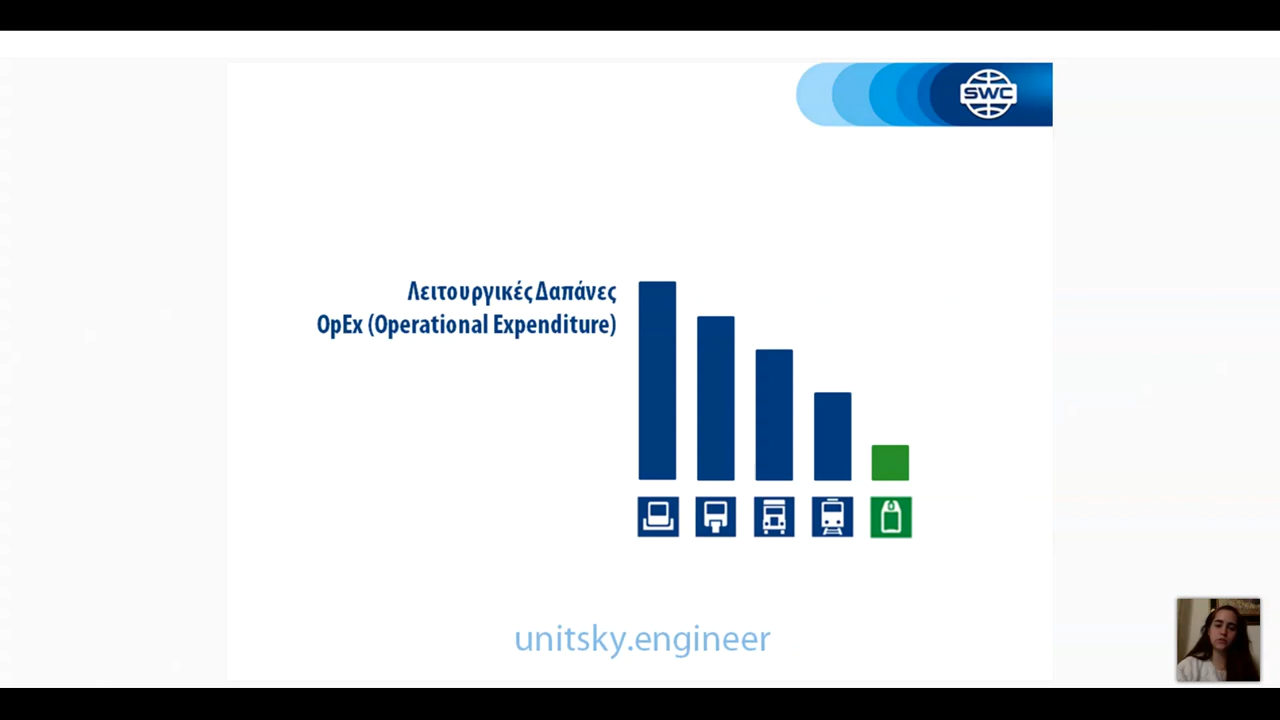 SWC
Λειτουργικές Δαπάνες
OpEx (Operational Expenditure)
unitsky.engineer